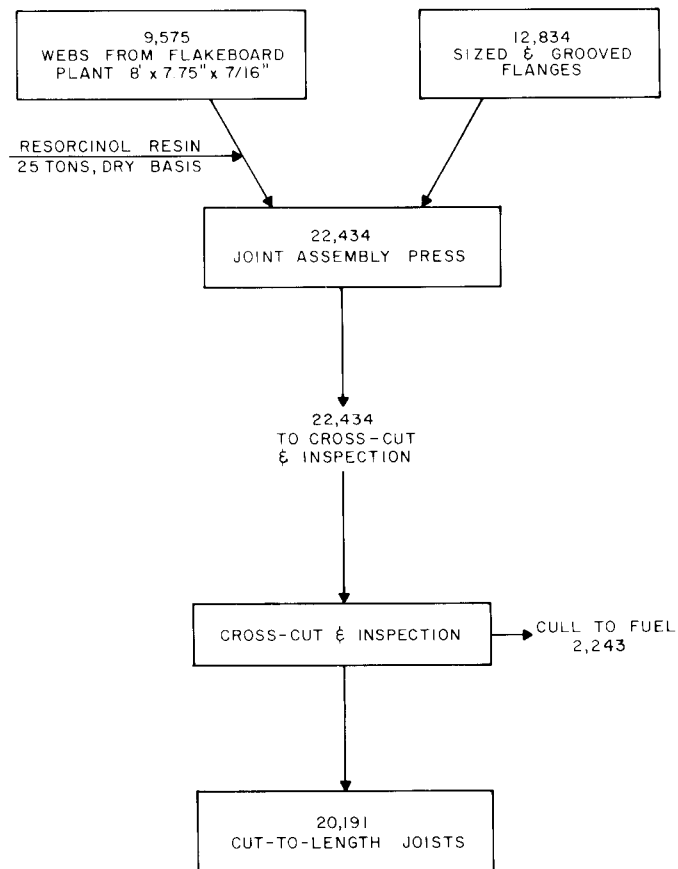 9,575
WEBS FROM FLAKEBOARD
PLANT 8' x 7.75" x 7/16"
12,834
SIZED & GROOVED
FLANGES
RESORCINOL RESIN
25 TONS, DRY BASIS
22,434
JOINT ASSEMBLY PRESS
22,434
TO CROSS-CUT
& INSPECTION
CROSS-CUT & INSPECTION
CULL TO FUEL
2,243
20,191
CUT-TO-LENGTH JOISTS